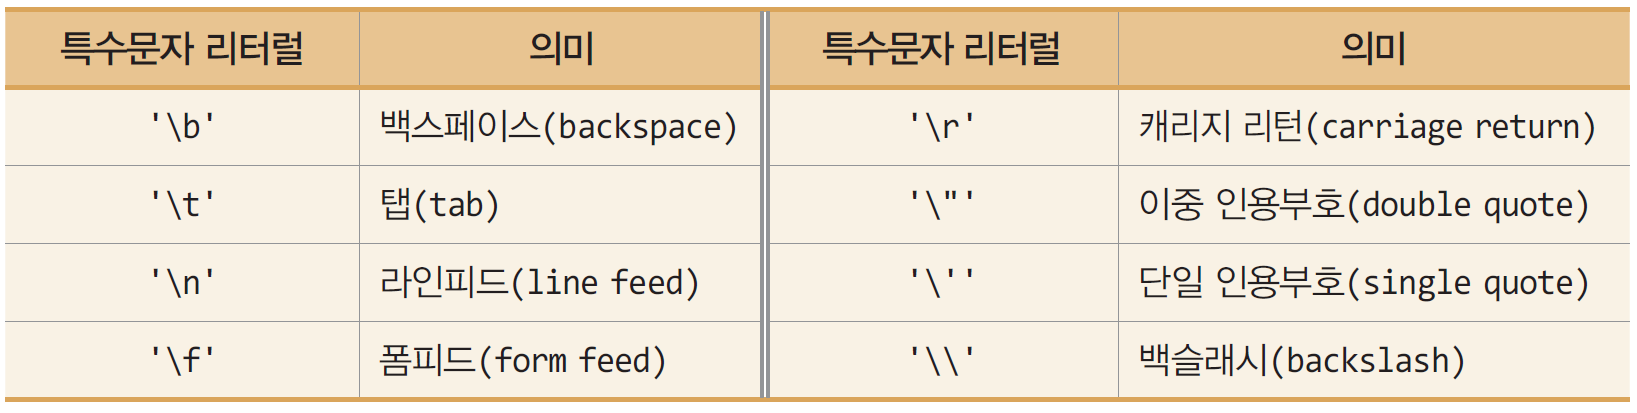 특수문자 리터럴 의미 특수문자 리터럴 의미
'\b' 백스페이스(backspace) '\r' 캐리지 리턴(carriage return)
'\t' 탭(tab) '\"' 이중 인용부호(double quote)
'\n' 라인피드(line feed) '\'' 단일 인용부호(single quote)
'\f' 폼피드(form feed) '\\' 백슬래시(backslash)